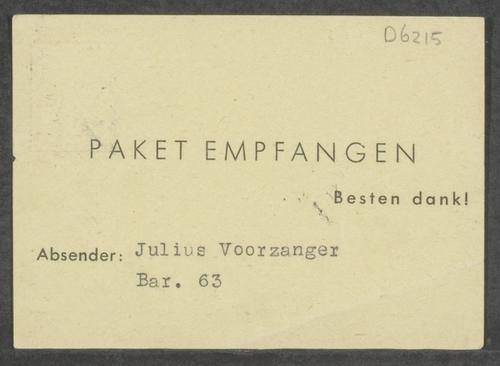 D6215
PAKET EMPFANGEN
Besten dank!
Absender: Julius Voorzanger
Bar. 63